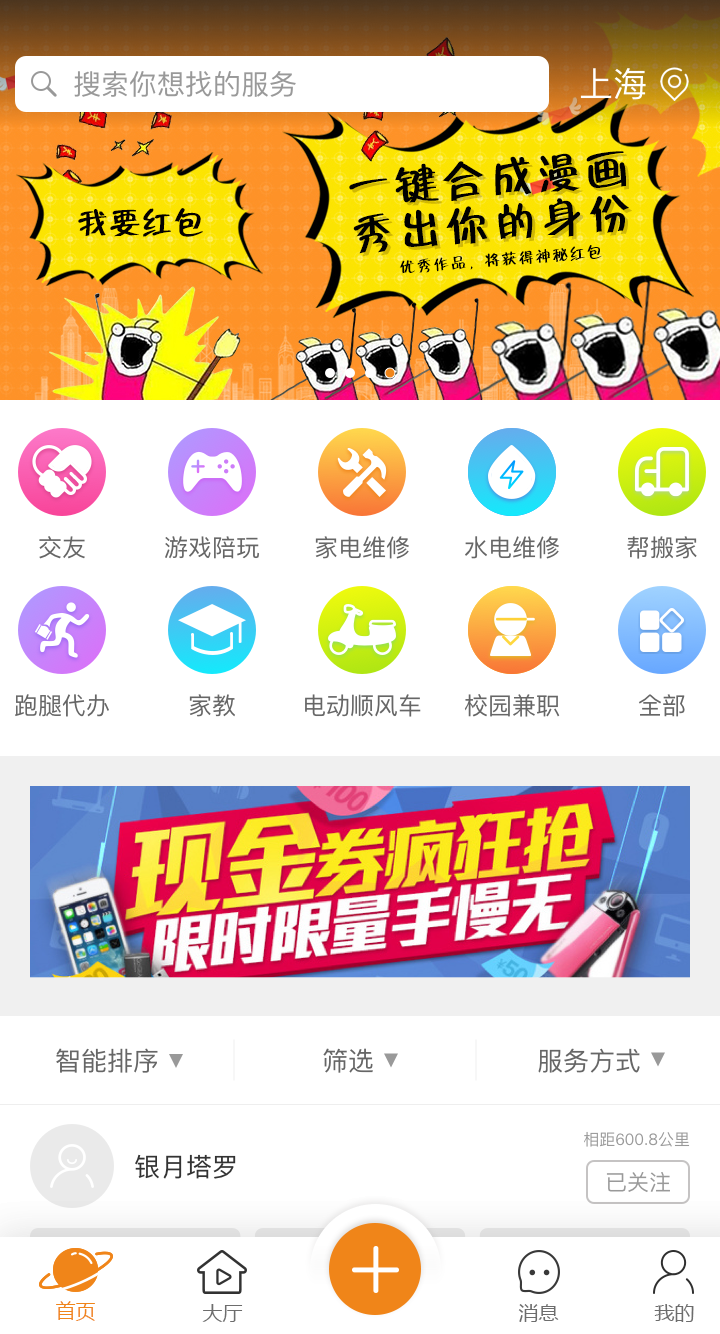 搜索你想找的服务
上海
我要红包
一键合成漫画
秀出你的身份
优秀作品，将获得神秘红包
交友
游戏陪玩
家电维修
水电维修
帮搬家
跑腿代办
家教
电动顺风车
校园兼职
全部
100
现金券疯狂抢
限时限量手慢无
¥50
智能排序 ▼
筛选 ▼
服务方式 ▼
银月塔罗
相距600.8公里
已关注
首页
大厅
消息
我的